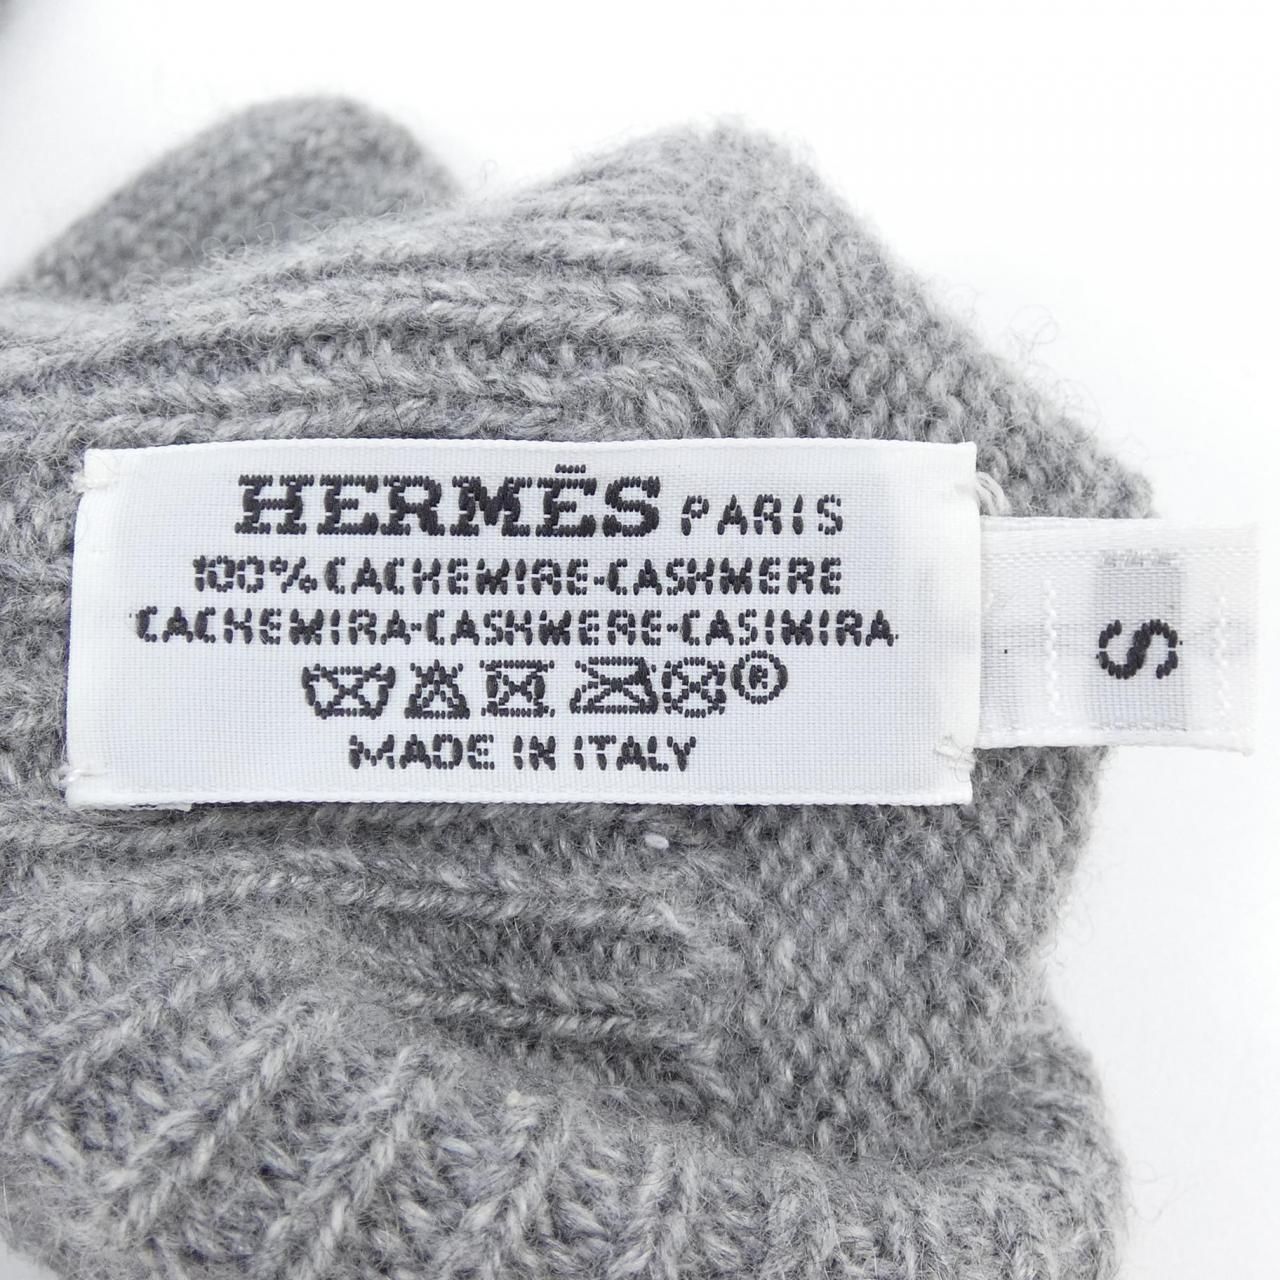 HERMÈS PARIS
100% CACHEMIRE-CASHMERE
CACHEMIRA-CASHMERE-CASIMIRA
®
MADE IN ITALY
S